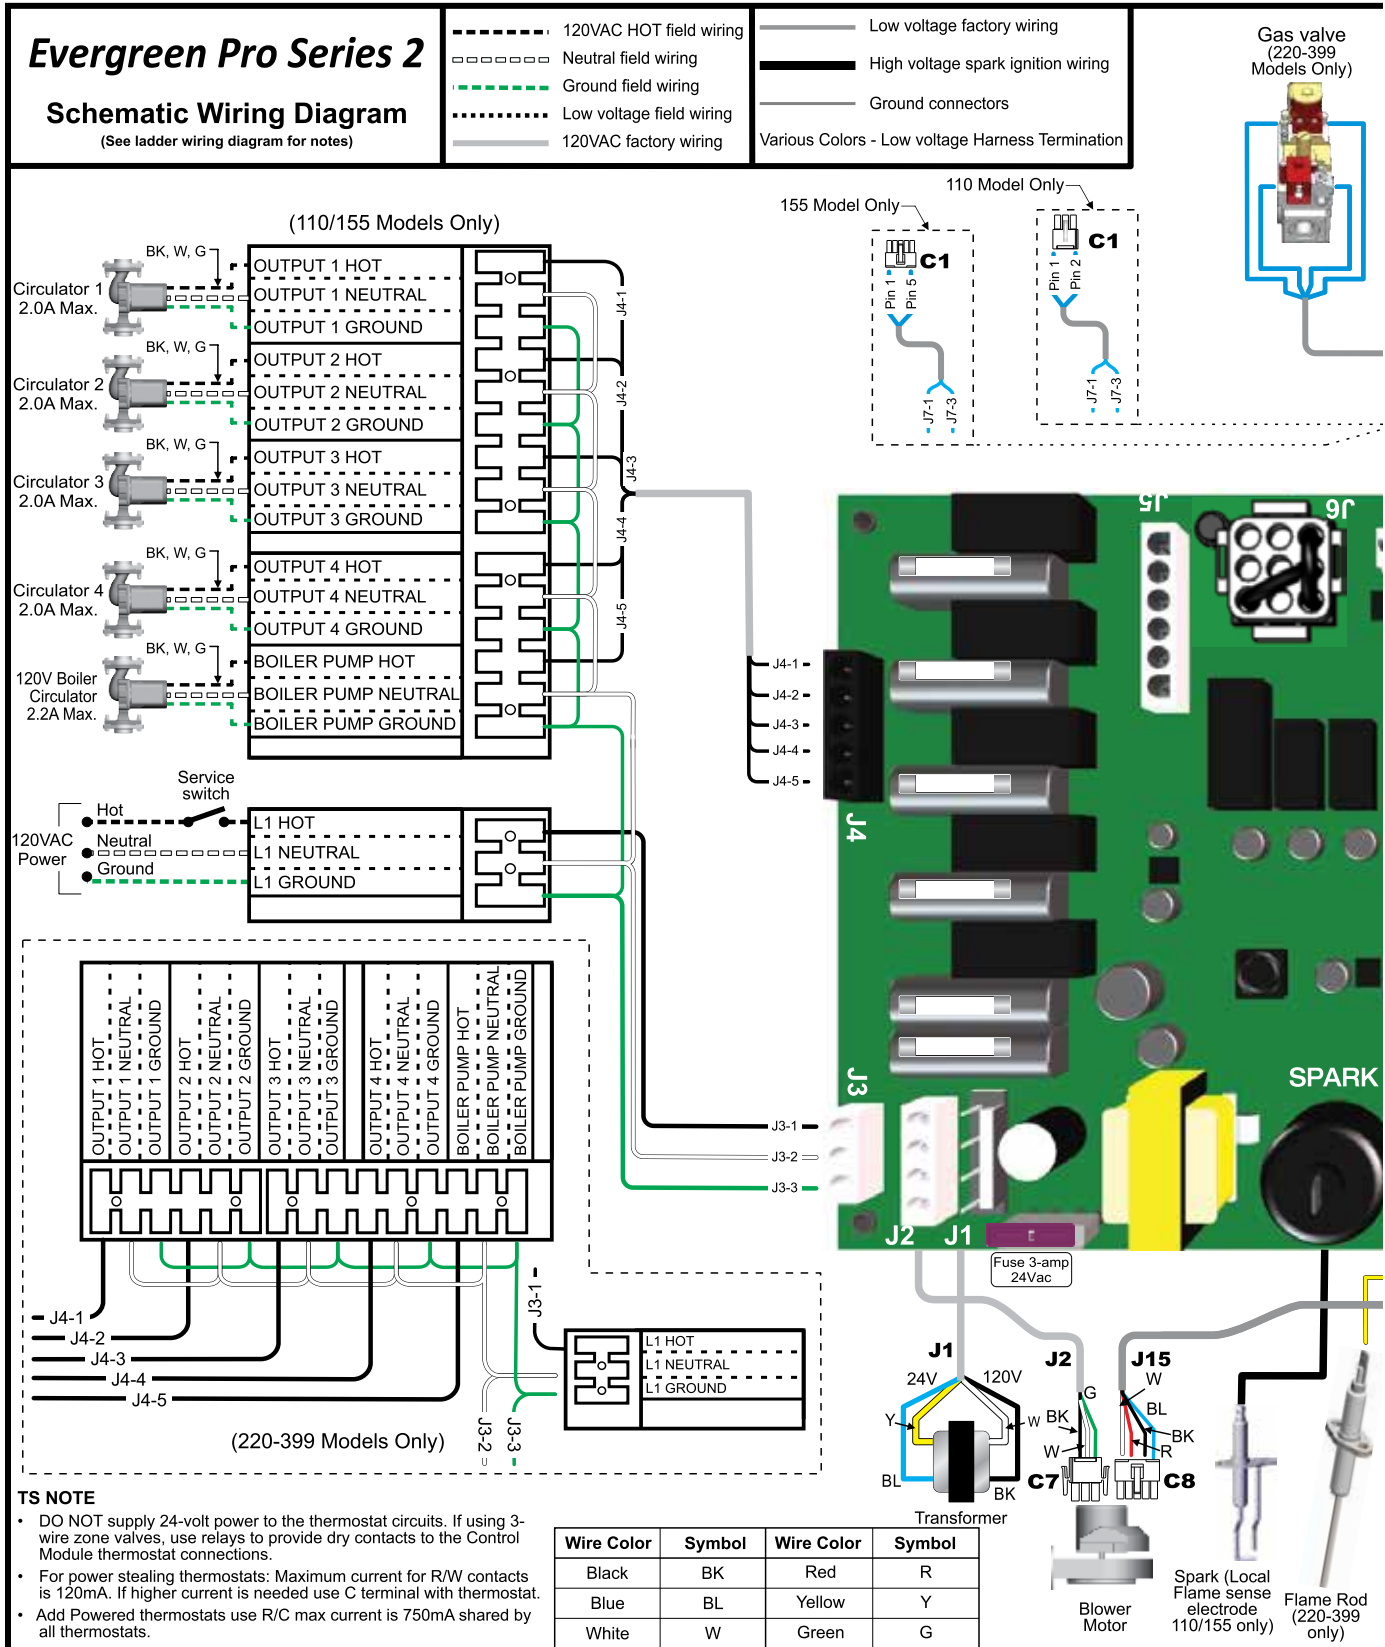 Evergreen Pro Series 2
Schematic Wiring Diagram
(See ladder wiring diagram for notes)
120VAC HOT field wiring
Neutral field wiring
Ground field wiring
Low voltage field wiring
120VAC factory wiring
Low voltage factory wiring
High voltage spark ignition wiring
Ground connectors
Various Colors - Low voltage Harness Termination
Gas valve
(220-399
Models Only)
155 Model Only
C1
Pin 1
Pin 5
J7-1
J7-3
110 Model Only
C1
Pin 1
Pin 2
J7-1
J7-3
(110/155 Models Only)
Circulator 1
2.0A Max.
BK, W, G
OUTPUT 1 HOT
OUTPUT 1 NEUTRAL
OUTPUT 1 GROUND
J4-1
Circulator 2
2.0A Max.
BK, W, G
OUTPUT 2 HOT
OUTPUT 2 NEUTRAL
OUTPUT 2 GROUND
J4-2
Circulator 3
2.0A Max.
BK, W, G
OUTPUT 3 HOT
OUTPUT 3 NEUTRAL
OUTPUT 3 GROUND
J4-3
Circulator 4
2.0A Max.
BK, W, G
OUTPUT 4 HOT
OUTPUT 4 NEUTRAL
OUTPUT 4 GROUND
J4-4
120V Boiler
Circulator
2.2A Max.
BK, W, G
BOILER PUMP HOT
BOILER PUMP NEUTRAL
BOILER PUMP GROUND
J4-5
J4-1
J4-2
J4-3
J4-4
J4-5
J5
J6
J4
J3
SPARK
J2
J1
Fuse 3-amp
24Vac
J3-1
J3-2
J3-3
120VAC
Power
Hot
Neutral
Ground
Service
switch
L1 HOT
L1 NEUTRAL
L1 GROUND
OUTPUT 1 HOT
OUTPUT 1 NEUTRAL
OUTPUT 1 GROUND
OUTPUT 2 HOT
OUTPUT 2 NEUTRAL
OUTPUT 2 GROUND
OUTPUT 3 HOT
OUTPUT 3 NEUTRAL
OUTPUT 3 GROUND
OUTPUT 4 HOT
OUTPUT 4 NEUTRAL
OUTPUT 4 GROUND
BOILER PUMP HOT
BOILER PUMP NEUTRAL
BOILER PUMP GROUND
J4-1
J4-2
J4-3
J4-4
J4-5
J3-1
J3-2
J3-3
L1 HOT
L1 NEUTRAL
L1 GROUND
(220-399 Models Only)
J1
24V
120V
Y
W
BL
BK
Transformer
J2
G
BK
W
C7
J15
W
BL
BK
R
C8
Blower
Motor
Spark (Local
Flame sense
electrode
110/155 only)
Flame Rod
(220-399
only)
TS NOTE
• DO NOT supply 24-volt power to the thermostat circuits. If using 3-
wire zone valves, use relays to provide dry contacts to the Control
Module thermostat connections.
• For power stealing thermostats: Maximum current for R/W contacts
is 120mA. If higher current is needed use C terminal with thermostat.
• Add Powered thermostats use R/C max current is 750mA shared by
all thermostats.
Wire Color Symbol Wire Color Symbol
Black BK Red R
Blue BL Yellow Y
White W Green G